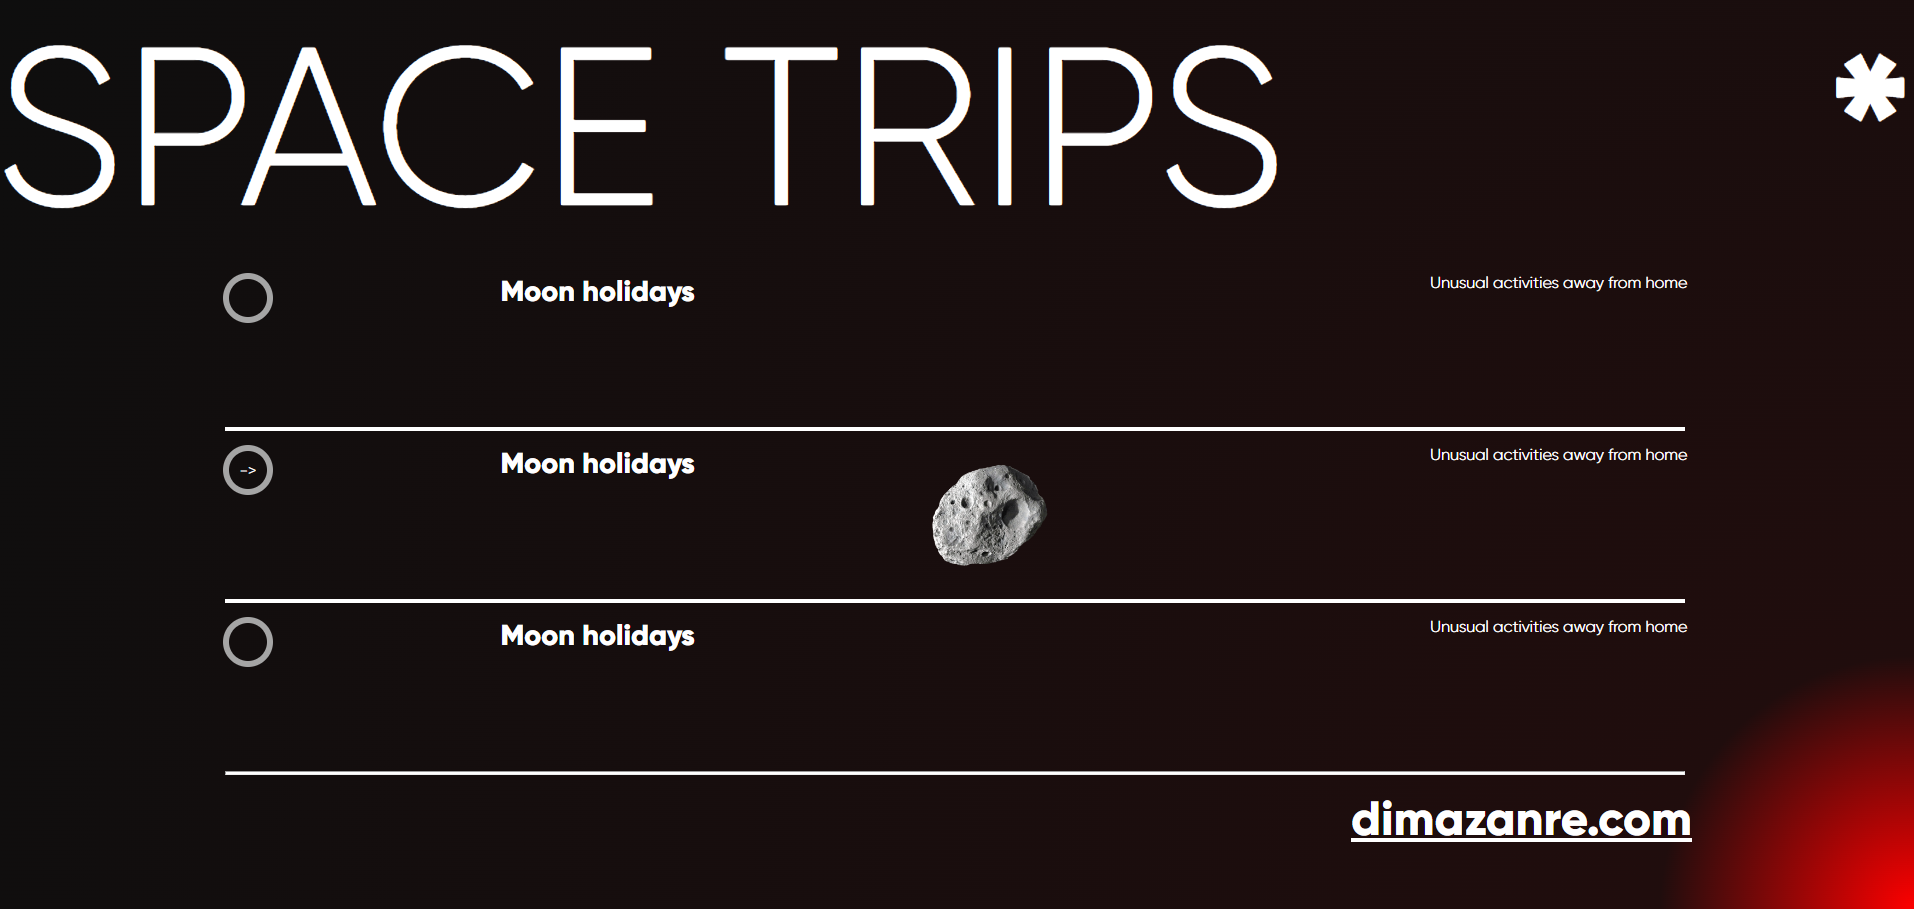 SPACE TRIPS *
Moon holidays
Unusual activities away from home
-> Moon holidays
Unusual activities away from home
Moon holidays
Unusual activities away from home
dimazanre.com